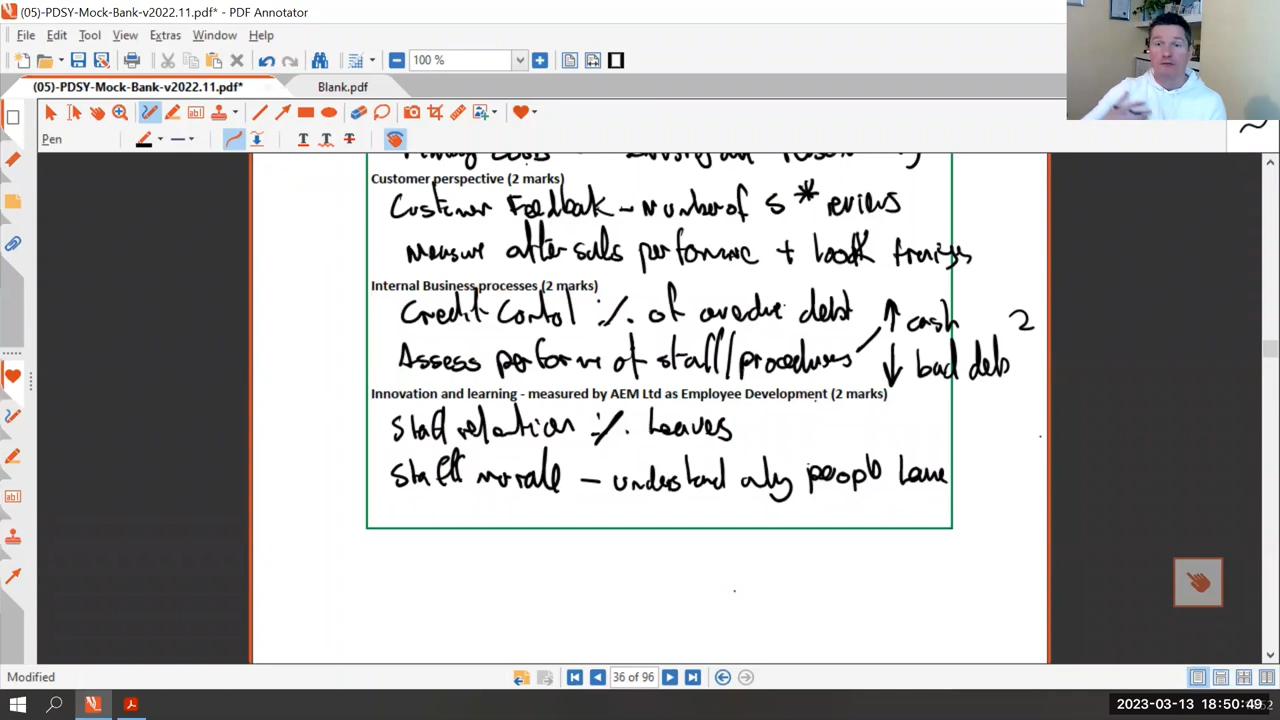 (05)-PDSY-Mock-Bank-v2022.11.pdf* - PDF Annotator
File Edit Tool View Extras Window Help
100 %
(05)-PDSY-Mock-Bank-v2022.11.pdf* Blank.pdf
Pen
Customer perspective (2 marks)
Customer Feedback - Number of 5 * reviews
Measure after sales performance +
Internal Business processes (2 marks)
Credit Control % of overdue debt ↑ cash 2
Assess performe of staff/procedures ↓ bad debt
Innovation and learning - measured by AEM Ltd as Employee Development (2 marks)
Staff retention % Leaves
Staff morale - understand why people leave
Modified
36 of 96
2023-03-13 18:50:49